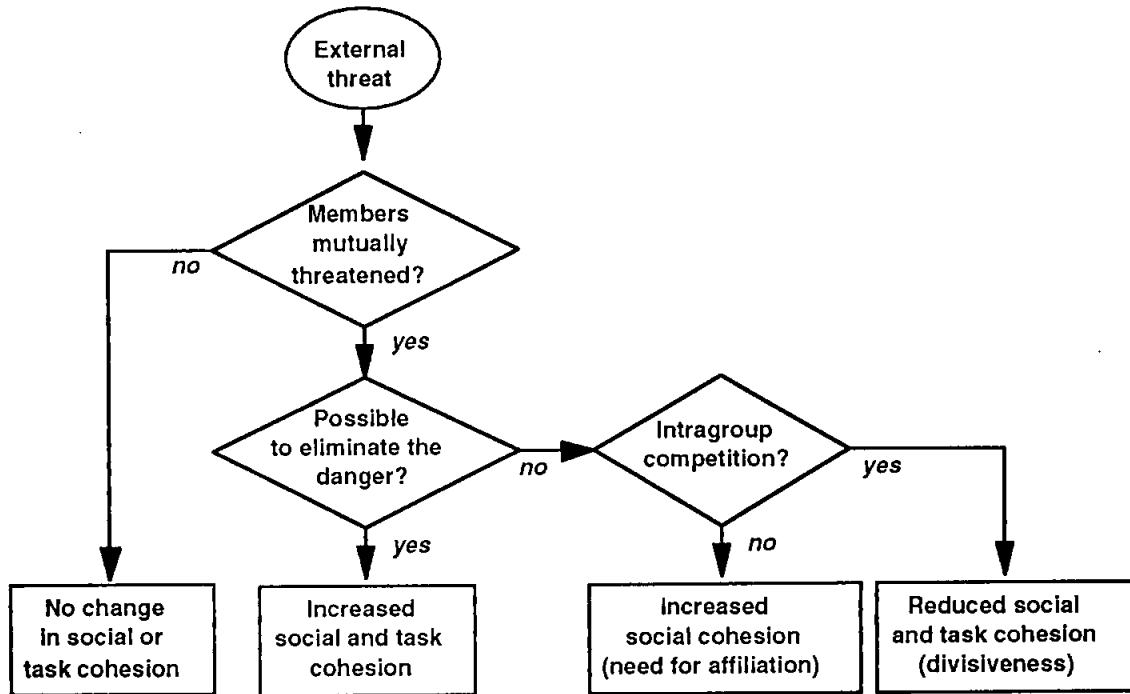 External
threat
Members
mutually
threatened?
no
yes
Possible
to eliminate the
danger?
no
Intragroup
competition?
yes
yes
no
No change
in social or
task cohesion
Increased
social and task
cohesion
Increased
social cohesion
(need for affiliation)
Reduced social
and task cohesion
(divisiveness)